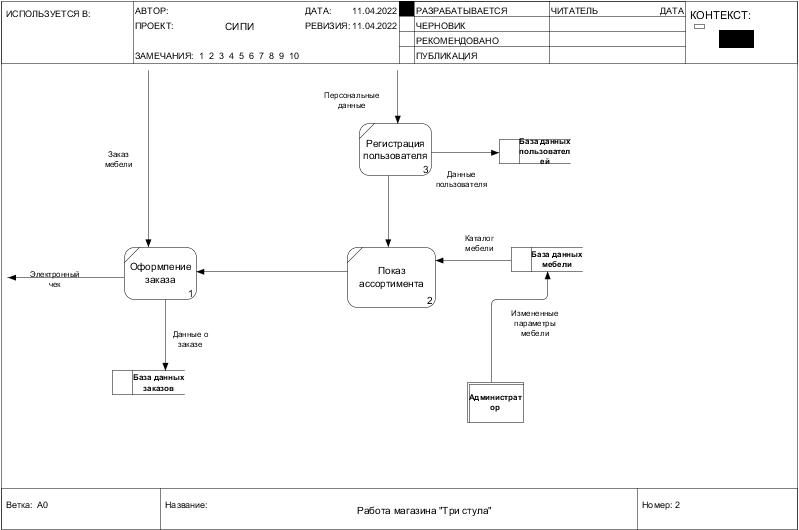 ИСПОЛЬЗУЕТСЯ В:
АВТОР:
ДАТА: 11.04.2022
ПРОЕКТ: СИПИ
РЕВИЗИЯ: 11.04.2022
ЗАМЕЧАНИЯ: 1 2 3 4 5 6 7 8 9 10
РАЗРАБАТЫВАЕТСЯ
ЧЕРНОВИК
РЕКОМЕНДОВАНО
ПУБЛИКАЦИЯ
ЧИТАТЕЛЬ
ДАТА
КОНТЕКСТ:
Персональные
данные
Регистрация
пользователя
3
База данных
пользовател
ей
Данные
пользователя
Заказ
мебели
Каталог
мебели
База данных
мебели
Оформление
заказа
1
Показ
ассортимента
2
Электронный
чек
Измененные
параметры
мебели
Данные о
заказе
База данных
заказов
Администрат
ор
Ветка: A0
Название:
Работа магазина "Три стула"
Номер: 2